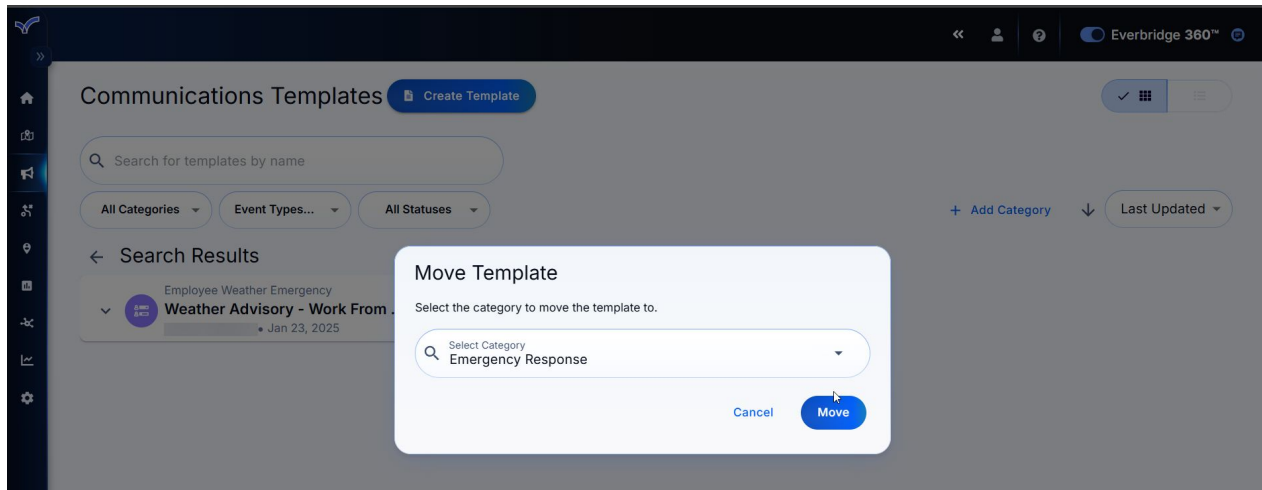 Everbridge 360™
Communications Templates
Create Template
Search for templates by name
All Categories
Event Types...
All Statuses
+ Add Category
Last Updated
Search Results
Employee Weather Emergency
Weather Advisory - Work From .
• Jan 23, 2025
Move Template
Select the category to move the template to.
Select Category
Emergency Response
Cancel
Move